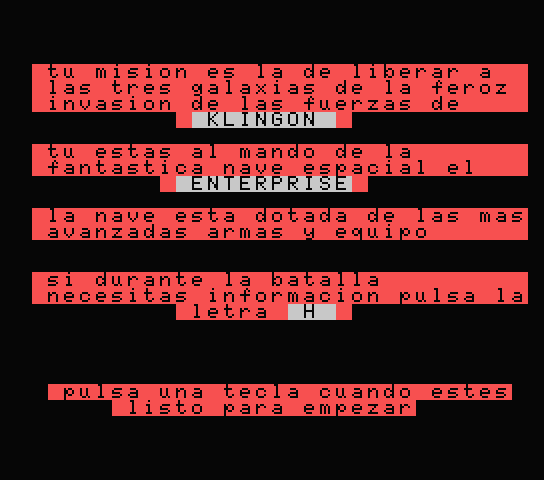 tu mision es la de liberar a
las tres galaxias de la feroz
invasion de las fuerzas de
KLINGON
tu estas al mando de la
fantastica nave espacial el
ENTERPRISE
la nave esta dotada de las mas
avanzadas armas y equipo
si durante la batalla
necesitas informacion pulsa la
letra H
pulsa una tecla cuando estes
listo para empezar